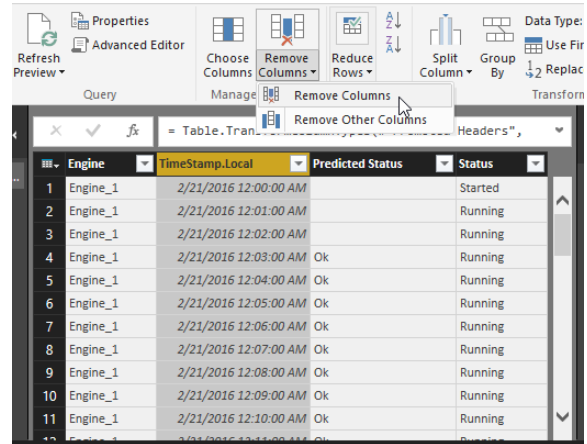 Properties
Advanced Editor
Refresh
Preview
Query
Choose
Columns
Remove
Columns
Reduce
Rows
Split
Column
Group
By
Data Type:
Use Fir
1 2 Replac
Manage
Transform
Remove Columns
Remove Other Columns
fx
Headers",
Engine TimeStamp.Local Predicted Status Status
1 Engine_1 2/21/2016 12:00:00 AM Started
2 Engine_1 2/21/2016 12:01:00 AM Running
3 Engine_1 2/21/2016 12:02:00 AM Running
4 Engine_1 2/21/2016 12:03:00 AM Ok Running
5 Engine_1 2/21/2016 12:04:00 AM Ok Running
6 Engine_1 2/21/2016 12:05:00 AM Ok Running
7 Engine_1 2/21/2016 12:06:00 AM Ok Running
8 Engine_1 2/21/2016 12:07:00 AM Ok Running
9 Engine_1 2/21/2016 12:08:00 AM Ok Running
10 Engine_1 2/21/2016 12:09:00 AM Ok Running
11 Engine_1 2/21/2016 12:10:00 AM Ok Running